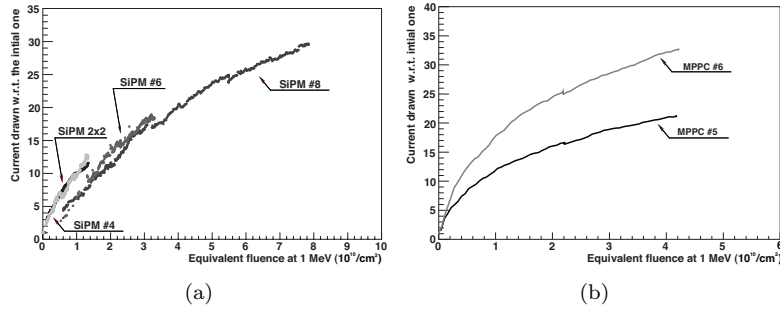 Current drawn w.r.t. the intial one
35
30
25
20
15
10
5
0
SiPM #6
SiPM #8
SiPM 2x2
SiPM #4
0 1 2 3 4 5 6 7 8 9 10
Equivalent fluence at 1 MeV (10¹⁰/cm²)
(a)
Current drawn w.r.t. intial one
40
35
30
25
20
15
10
5
0
MPPC #6
MPPC #5
0 1 2 3 4 5 6
Equivalent fluence at 1 MeV (10¹⁰/cm²)
(b)